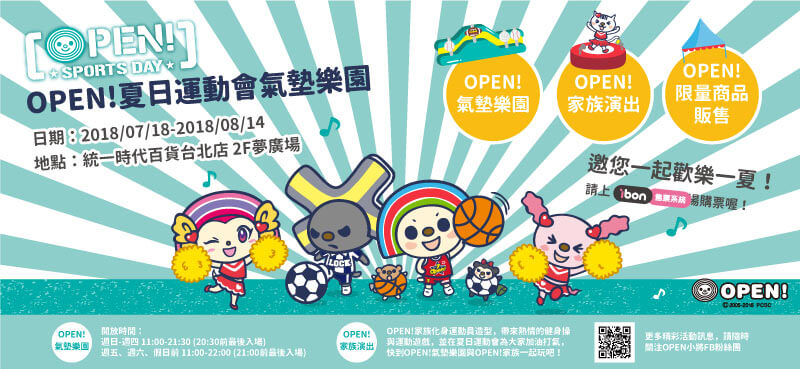 OPEN!
SPORTS DAY
OPEN!夏日運動會氣墊樂園
日期：2018/07/18-2018/08/14
地點：統一時代百貨台北店 2F夢廣場
OPEN!
氣墊樂園
OPEN!
家族演出
OPEN!
限量商品
販售
邀您一起歡樂一夏！
請上 ibon 售票系統 場購票喔！
LOCK
OPEN!
©2005-2018 PCSC
OPEN!
氣墊樂園
開放時間：
週日-週四 11:00-21:30 (20:30前最後入場)
週五、週六、假日前 11:00-22:00 (21:00前最後入場)
OPEN!
家族演出
OPEN!家族化身運動員造型，帶來熱情的健身操
與運動遊戲，並在夏日運動會為大家加油打氣，
快到OPEN!氣墊樂園與OPEN!家族一起玩吧！
更多精彩活動訊息，請隨時
關注OPEN小將FB粉絲團